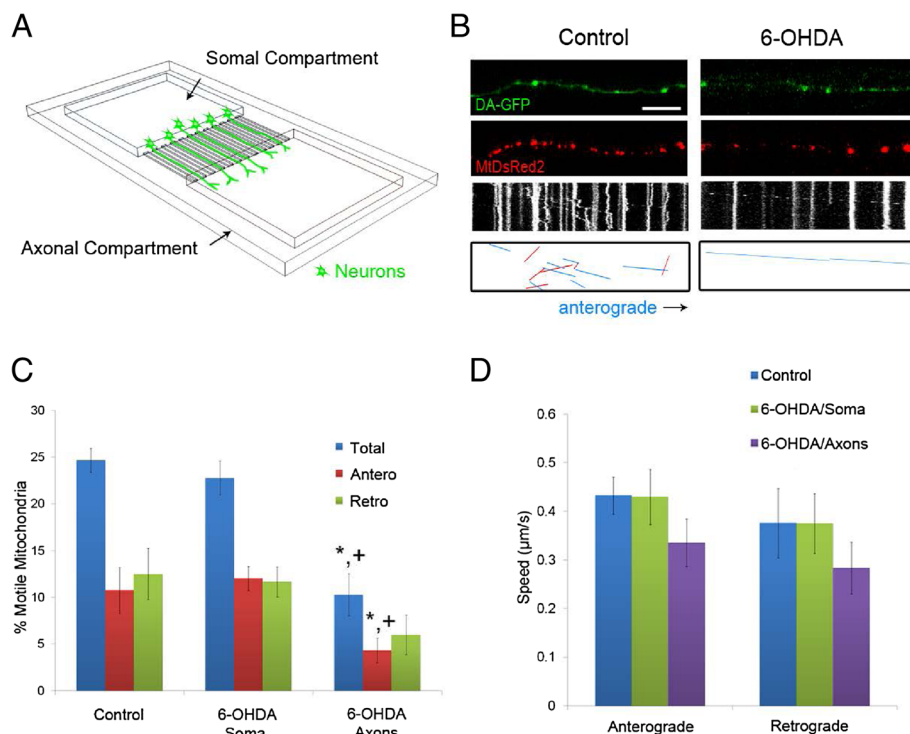 A
Somal Compartment
Axonal Compartment
Neurons
B
Control
6-OHDA
DA-GFP
MtDsRed2
anterograde
C
30
25
20
15
10
5
0
% Motile Mitochondria
Total
Antero
Retro
*,+
*,+
Control
6-OHDA
Soma
6-OHDA
Axons
D
Control
6-OHDA/Soma
6-OHDA/Axons
0.6
0.5
0.4
0.3
0.2
0.1
0
Speed (µm/s)
Anterograde
Retrograde